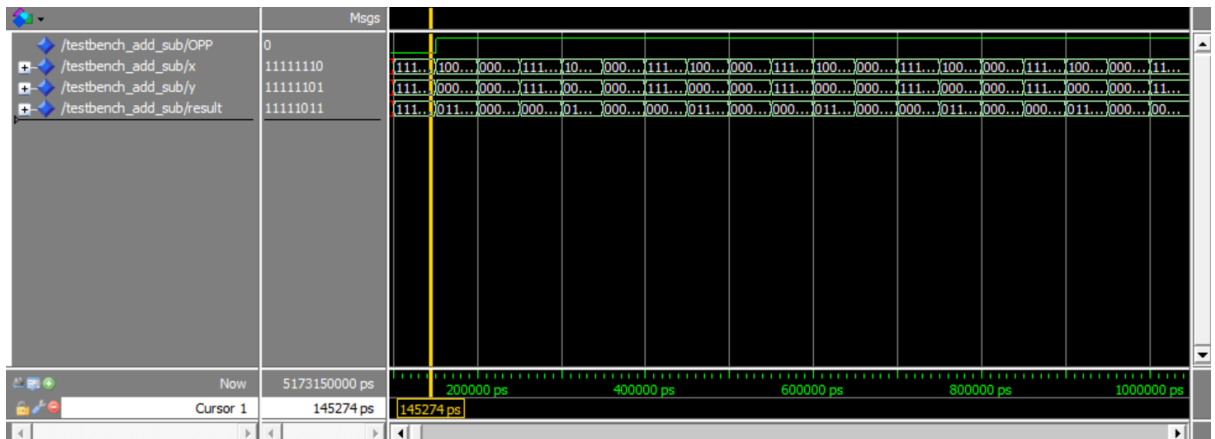 Msgs
/testbench_add_sub/OPP 0
/testbench_add_sub/x 11111110 111... 100... 000... 111... 10... 000... 111... 100... 000... 111... 100... 000... 111... 100... 000... 111... 100... 000... 11...
/testbench_add_sub/y 11111101 111... 000... 000... 111... 00... 000... 111... 000... 000... 111... 000... 000... 111... 000... 000... 111... 000... 000... 11...
/testbench_add_sub/result 11111011 111... 011... 000... 000... 01... 000... 000... 011... 000... 000... 011... 000... 000... 011... 000... 000... 011... 000... 00...
Now 5173150000 ps 200000 ps 400000 ps 600000 ps 800000 ps 1000000 ps
Cursor 1 145274 ps 145274 ps